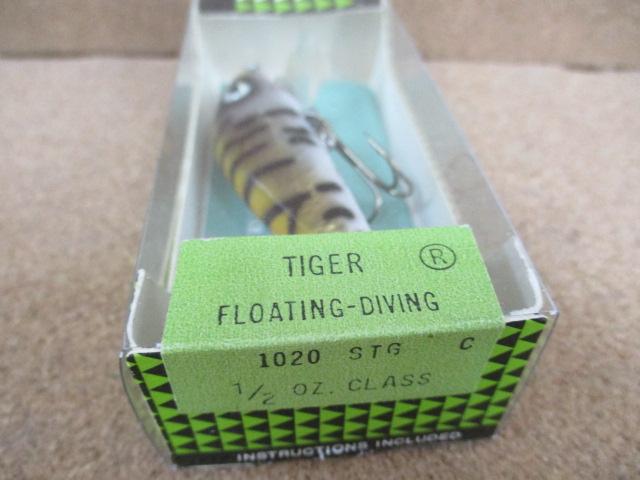 TIGER ®
FLOATING-DIVING
1020 STG C
1/2 OZ. CLASS
INSTRUCTIONS INCLUDED